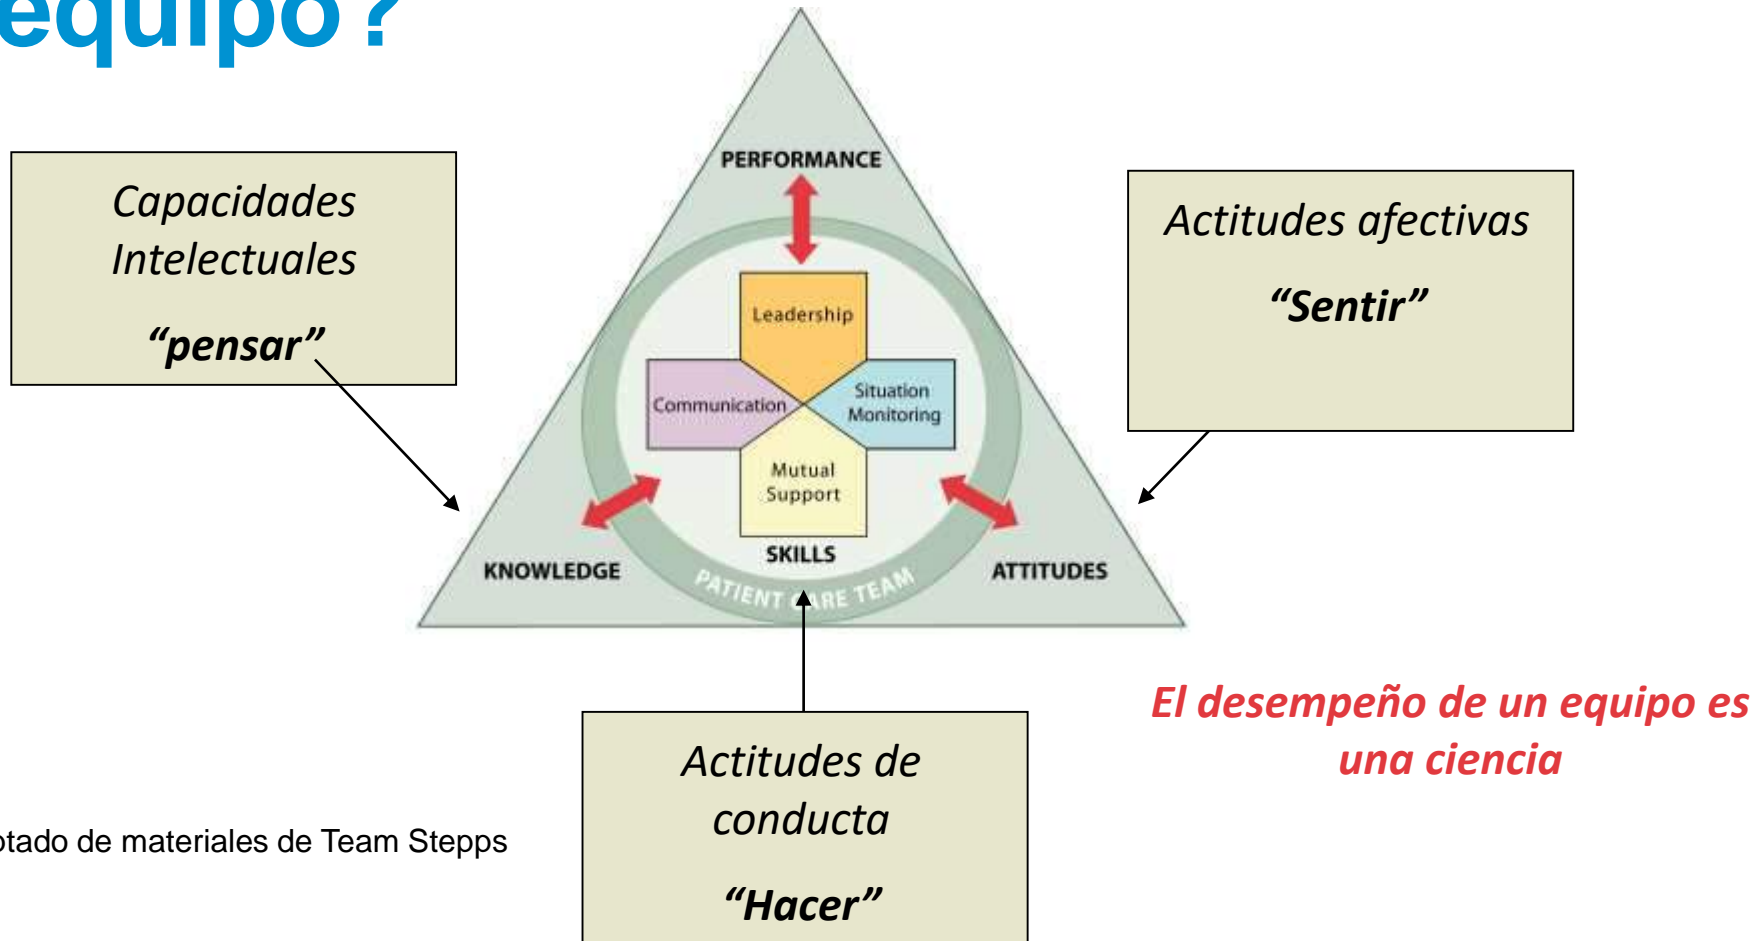 equipo?
PERFORMANCE
Capacidades
Intelectuales
“pensar”
Actitudes afectivas
“Sentir”
Leadership
Communication
Situation
Monitoring
Mutual
Support
SKILLS
KNOWLEDGE
ATTITUDES
PATIENT CARE TEAM
El desempeño de un equipo es
una ciencia
Actitudes de
conducta
“Hacer”
otado de materiales de Team Stepps